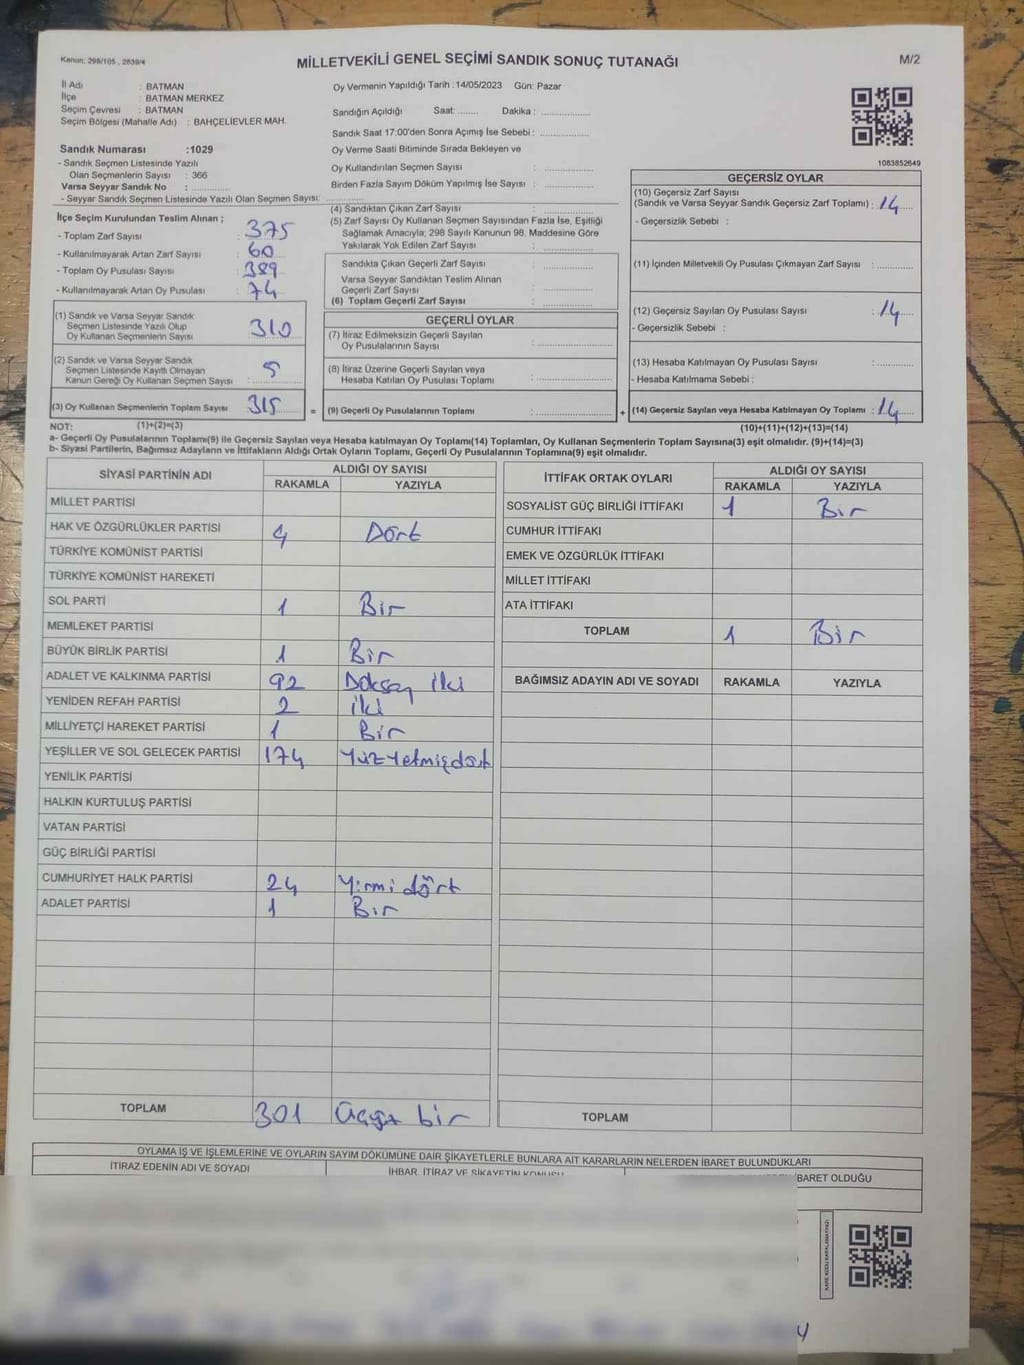 Kanun: 298/105 , 2839/4
MİLLETVEKİLİ GENEL SEÇİMİ SANDIK SONUÇ TUTANAĞI
M/2
İl Adı : BATMAN
İlçe : BATMAN MERKEZ
Seçim Çevresi : BATMAN
Seçim Bölgesi (Mahalle Adı) : BAHÇELİEVLER MAH.
Sandık Numarası :1029
- Sandık Seçmen Listesinde Yazılı
Olan Seçmenlerin Sayısı : 366
Varsa Seyyar Sandık No : ..............
- Seyyar Sandık Seçmen Listesinde Yazılı Olan Seçmen Sayısı: ..............
İlçe Seçim Kurulundan Teslim Alınan ;
- Toplam Zarf Sayısı : 375
- Kullanılmayarak Artan Zarf Sayısı : 60
- Toplam Oy Pusulası Sayısı : 389
- Kullanılmayarak Artan Oy Pusulası : 74
(1) Sandık ve Varsa Seyyar Sandık
Seçmen Listesinde Yazılı Olup
Oy Kullanan Seçmenlerin Sayısı : 310
(2) Sandık ve Varsa Seyyar Sandık
Seçmen Listesinde Kayıtlı Olmayan
Kanun Gereği Oy Kullanan Seçmen Sayısı : 5
(3) Oy Kullanan Seçmenlerin Toplam Sayısı : 315
Oy Vermenin Yapıldığı Tarih : 14/05/2023 Gün: Pazar
Sandığın Açıldığı Saat: ....... Dakika : ..............
Sandık Saat 17:00'den Sonra Açımış İse Sebebi : ..............
Oy Verme Saati Bitiminde Sırada Bekleyen ve
Oy Kullandırılan Seçmen Sayısı : ..............
Birden Fazla Sayım Döküm Yapılmış İse Sayısı : ..............
(4) Sandıktan Çıkan Zarf Sayısı : ..............
(5) Zarf Sayısı Oy Kullanan Seçmen Sayısından Fazla İse, Eşitliği
Sağlamak Amacıyla, 298 Sayılı Kanunun 98. Maddesine Göre
Yakılarak Yok Edilen Zarf Sayısı : ..............
Sandıkta Çıkan Geçerli Zarf Sayısı : ..............
Varsa Seyyar Sandıktan Teslim Alınan
Geçerli Zarf Sayısı : ..............
(6) Toplam Geçerli Zarf Sayısı : ..............
GEÇERLİ OYLAR
(7) İtiraz Edilmeksizin Geçerli Sayılan
Oy Pusulalarının Sayısı : ..............
(8) İtiraz Üzerine Geçerli Sayılan veya
Hesaba Katılan Oy Pusulası Toplamı : ..............
= (9) Geçerli Oy Pusulalarının Toplamı : ..............
1083852649
GEÇERSİZ OYLAR
(10) Geçersiz Zarf Sayısı
(Sandık ve Varsa Seyyar Sandık Geçersiz Zarf Toplamı) : 14
- Geçersizlik Sebebi :
(11) İçinden Milletvekili Oy Pusulası Çıkmayan Zarf Sayısı : ..............
(12) Geçersiz Sayılan Oy Pusulası Sayısı : 14
- Geçersizlik Sebebi :
(13) Hesaba Katılmayan Oy Pusulası Sayısı : ..............
- Hesaba Katılmama Sebebi :
+ (14) Geçersiz Sayılan veya Hesaba Katılmayan Oy Toplamı : 14
NOT: (1)+(2)=(3)
(10)+(11)+(12)+(13)=(14)
a- Geçerli Oy Pusulalarının Toplamı(9) ile Geçersiz Sayılan veya Hesaba katılmayan Oy Toplamı(14) Toplamları, Oy Kullanan Seçmenlerin Toplam Sayısına(3) eşit olmalıdır. (9)+(14)=(3)
b- Siyasi Partilerin, Bağımsız Adayların ve İttifakların Aldığı Ortak Oyların Toplamı, Geçerli Oy Pusulalarının Toplamına(9) eşit olmalıdır.
SİYASİ PARTİNİN ADI ALDIĞI OY SAYISI
RAKAMLA YAZIYLA
MİLLET PARTİSİ
HAK VE ÖZGÜRLÜKLER PARTİSİ 4 Dört
TÜRKİYE KOMÜNİST PARTİSİ
TÜRKİYE KOMÜNİST HAREKETİ
SOL PARTİ 1 Bir
MEMLEKET PARTİSİ
BÜYÜK BİRLİK PARTİSİ 1 Bir
ADALET VE KALKINMA PARTİSİ 92 Doksan iki
YENİDEN REFAH PARTİSİ 2 iki
MİLLİYETÇİ HAREKET PARTİSİ 1 Bir
YEŞİLLER VE SOL GELECEK PARTİSİ 174 Yüzyetmişdört
YENİLİK PARTİSİ
HALKIN KURTULUŞ PARTİSİ
VATAN PARTİSİ
GÜÇ BİRLİĞİ PARTİSİ
CUMHURİYET HALK PARTİSİ 24 Yirmi dört
ADALET PARTİSİ 1 Bir
TOPLAM 301 üçyz bir
İTTİFAK ORTAK OYLARI ALDIĞI OY SAYISI
RAKAMLA YAZIYLA
SOSYALİST GÜÇ BİRLİĞİ İTTİFAKI 1 Bir
CUMHUR İTTİFAKI
EMEK VE ÖZGÜRLÜK İTTİFAKI
MİLLET İTTİFAKI
ATA İTTİFAKI
TOPLAM 1 Bir
BAĞIMSIZ ADAYIN ADI VE SOYADI RAKAMLA YAZIYLA
TOPLAM
OYLAMA İŞ VE İŞLEMLERİNE VE OYLARIN SAYIM DÖKÜMÜNE DAİR ŞİKAYETLERLE BUNLARA AİT KARARLARIN NELERDEN İBARET BULUNDUKLARI
İTİRAZ EDENİN ADI VE SOYADI İHBAR, İTİRAZ VE ŞİKAYETİN KONUSU
İBARET OLDUĞU